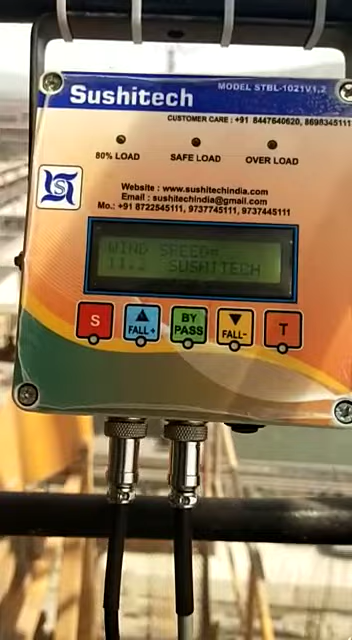 Sushitech
MODEL STBL-1021V1.2
CUSTOMER CARE : +91 8447640620, 8698345111
80% LOAD
SAFE LOAD
OVER LOAD
S
Website : www.sushitechindia.com
Email : sushitechindia@gmail.com
Mo.: +91 8722545111, 9737745111, 9737445111
WIND SPEED=
11.2 SUSHITECH
S
FALL+
BY
PASS
FALL-
T